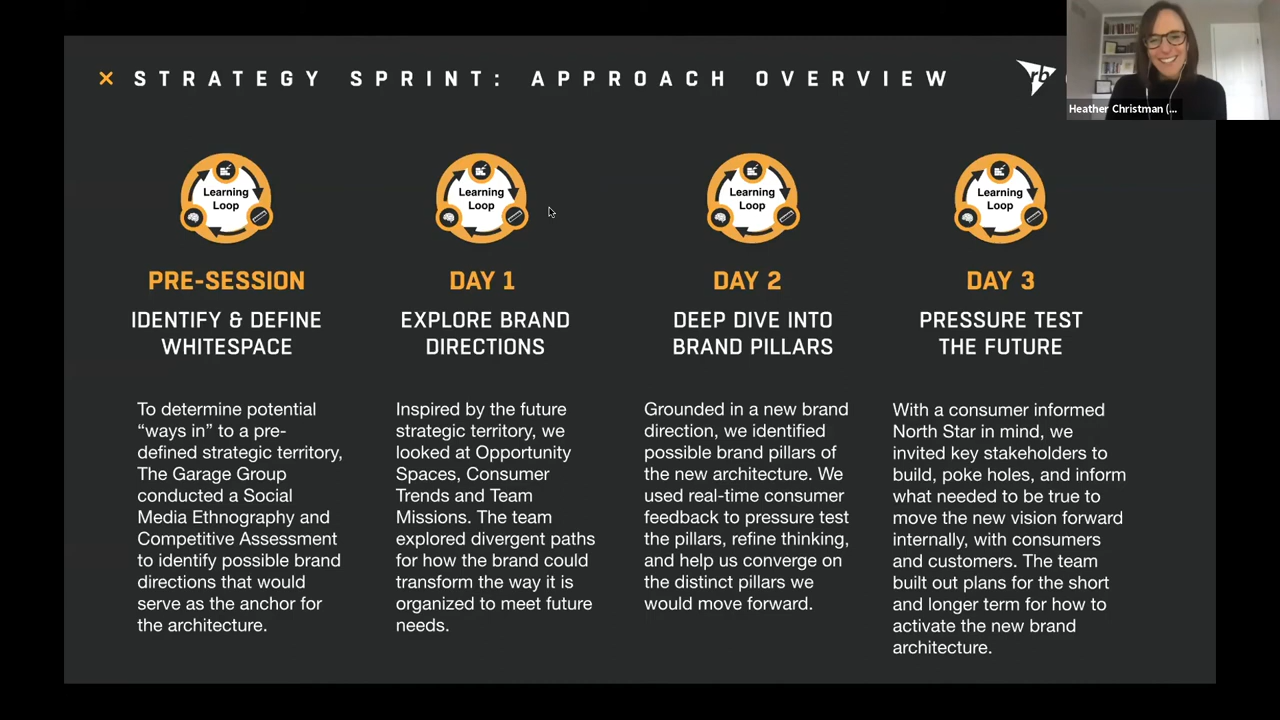 × STRATEGY SPRINT: APPROACH OVERVIEW
rb
Heather Christman (...
Learning
Loop
Learning
Loop
Learning
Loop
Learning
Loop
PRE-SESSION
IDENTIFY & DEFINE
WHITESPACE
To determine potential
“ways in” to a pre-
defined strategic territory,
The Garage Group
conducted a Social
Media Ethnography and
Competitive Assessment
to identify possible brand
directions that would
serve as the anchor for
the architecture.
DAY 1
EXPLORE BRAND
DIRECTIONS
Inspired by the future
strategic territory, we
looked at Opportunity
Spaces, Consumer
Trends and Team
Missions. The team
explored divergent paths
for how the brand could
transform the way it is
organized to meet future
needs.
DAY 2
DEEP DIVE INTO
BRAND PILLARS
Grounded in a new brand
direction, we identified
possible brand pillars of
the new architecture. We
used real-time consumer
feedback to pressure test
the pillars, refine thinking,
and help us converge on
the distinct pillars we
would move forward.
DAY 3
PRESSURE TEST
THE FUTURE
With a consumer informed
North Star in mind, we
invited key stakeholders to
build, poke holes, and inform
what needed to be true to
move the new vision forward
internally, with consumers
and customers. The team
built out plans for the short
and longer term for how to
activate the new brand
architecture.